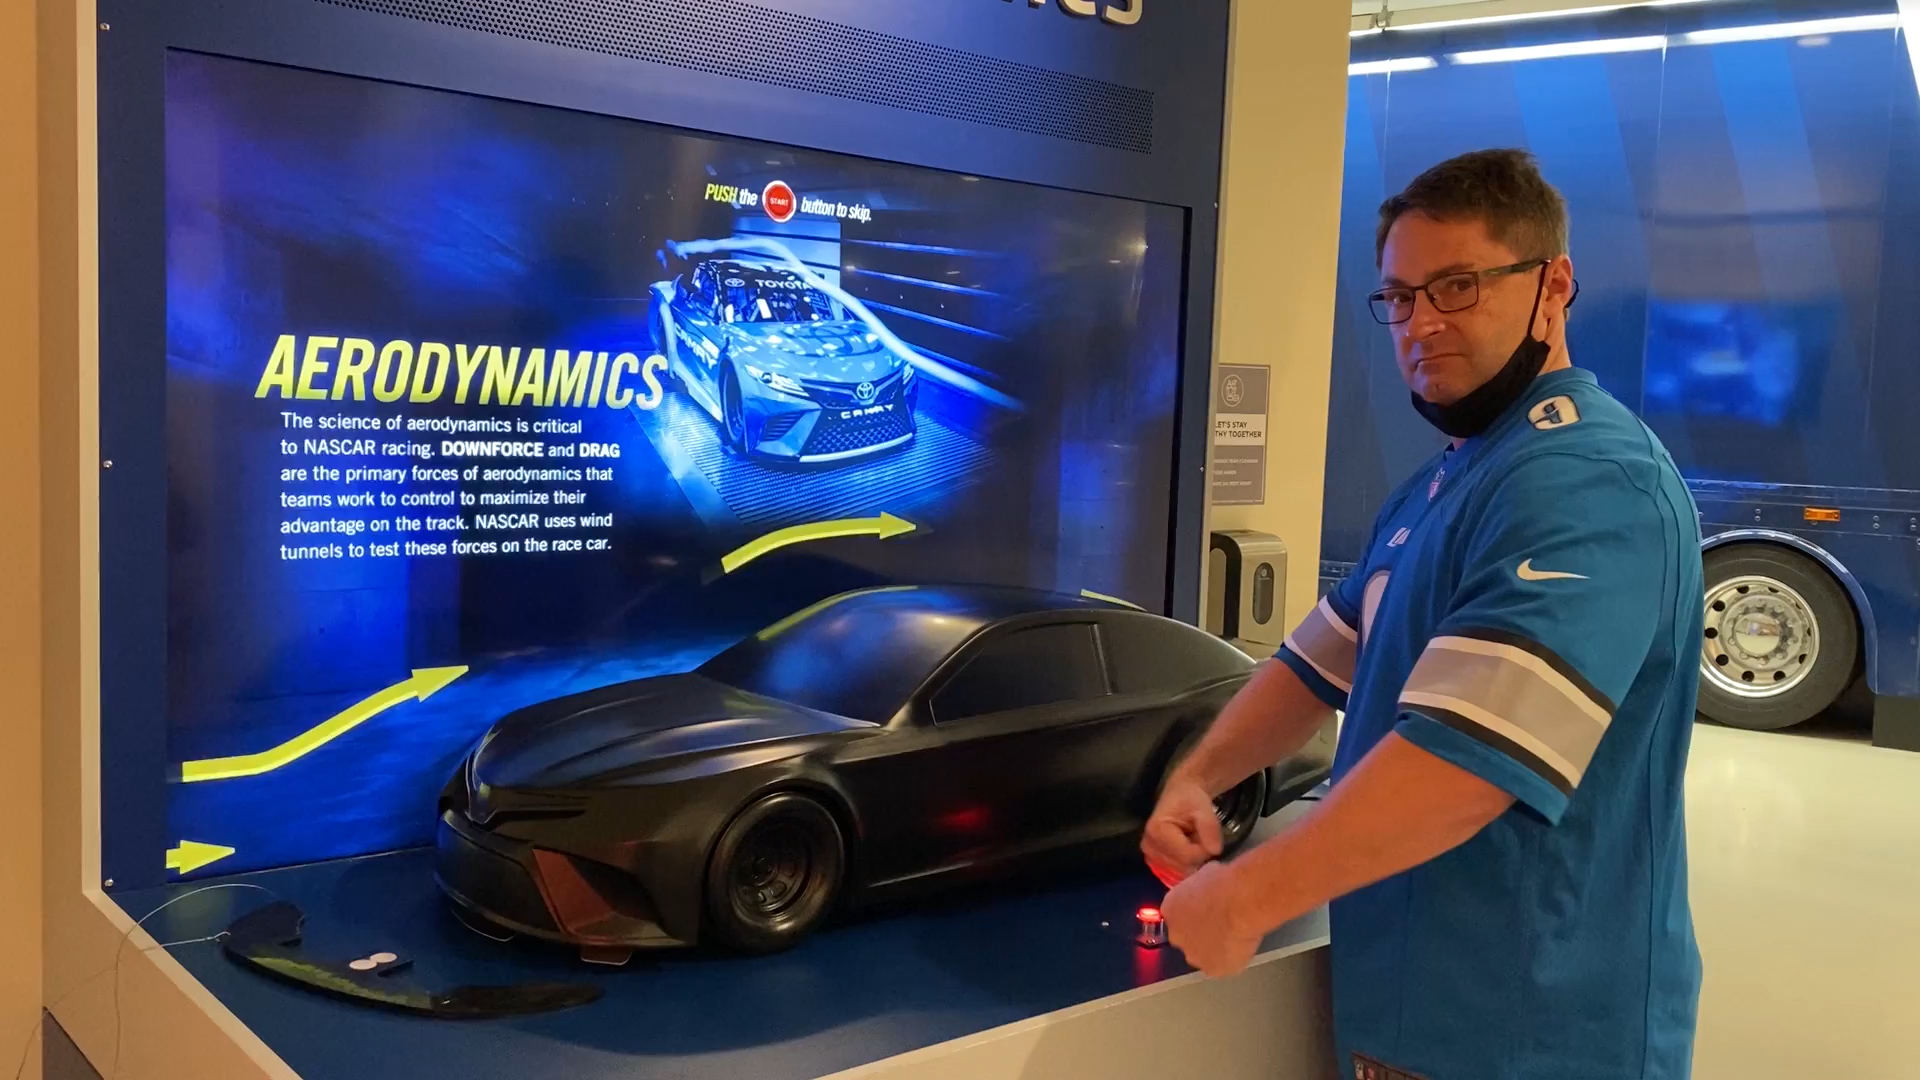 PUSH the START button to skip.
TOYOTA
CAMRY
AERODYNAMICS
The science of aerodynamics is critical
to NASCAR racing. DOWNFORCE and DRAG
are the primary forces of aerodynamics that
teams work to control to maximize their
advantage on the track. NASCAR uses wind
tunnels to test these forces on the race car.
LET'S STAY
THY TOGETHER
9